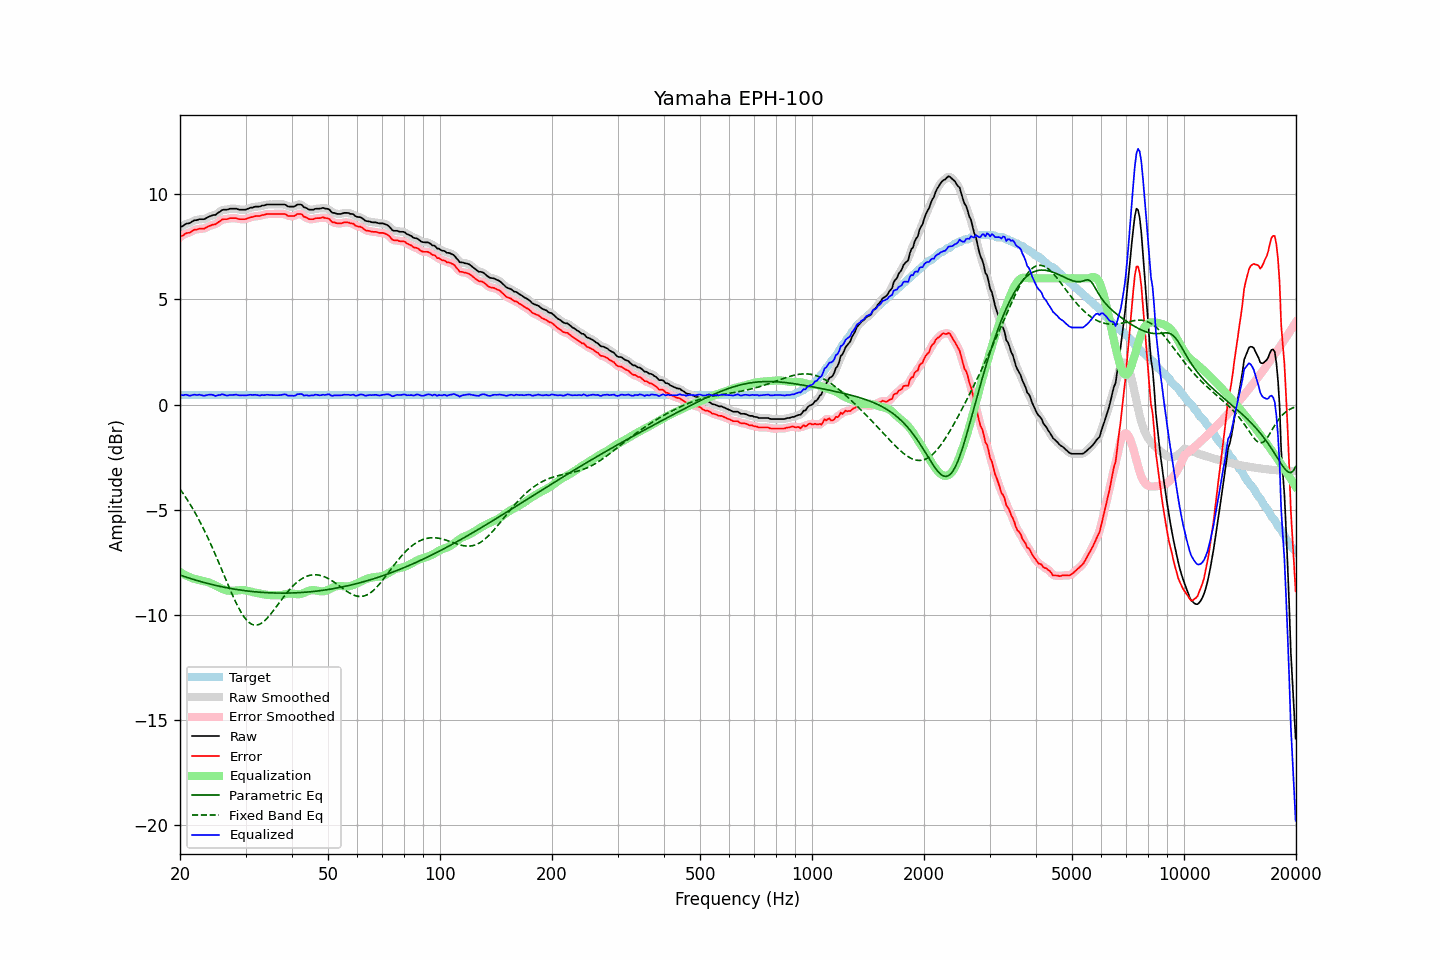 Yamaha EPH-100
Amplitude (dBr)
10
5
0
−5
−10
−15
−20
Target
Raw Smoothed
Error Smoothed
Raw
Error
Equalization
Parametric Eq
Fixed Band Eq
Equalized
20 50 100 200 500 1000 2000 5000 10000 20000
Frequency (Hz)